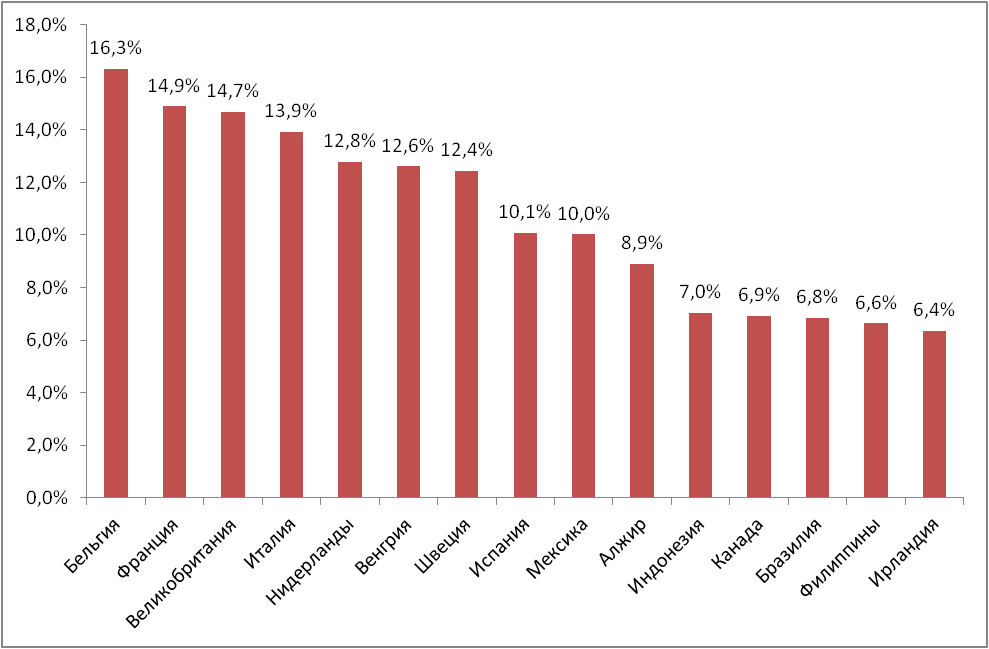 18,0%
16,0%
14,0%
12,0%
10,0%
8,0%
6,0%
4,0%
2,0%
0,0%
16,3%
14,9%
14,7%
13,9%
12,8%
12,6%
12,4%
10,1%
10,0%
8,9%
7,0%
6,9%
6,8%
6,6%
6,4%
Бельгия
Франция
Великобритания
Италия
Нидерланды
Венгрия
Швеция
Испания
Мексика
Алжир
Индонезия
Канада
Бразилия
Филиппины
Ирландия